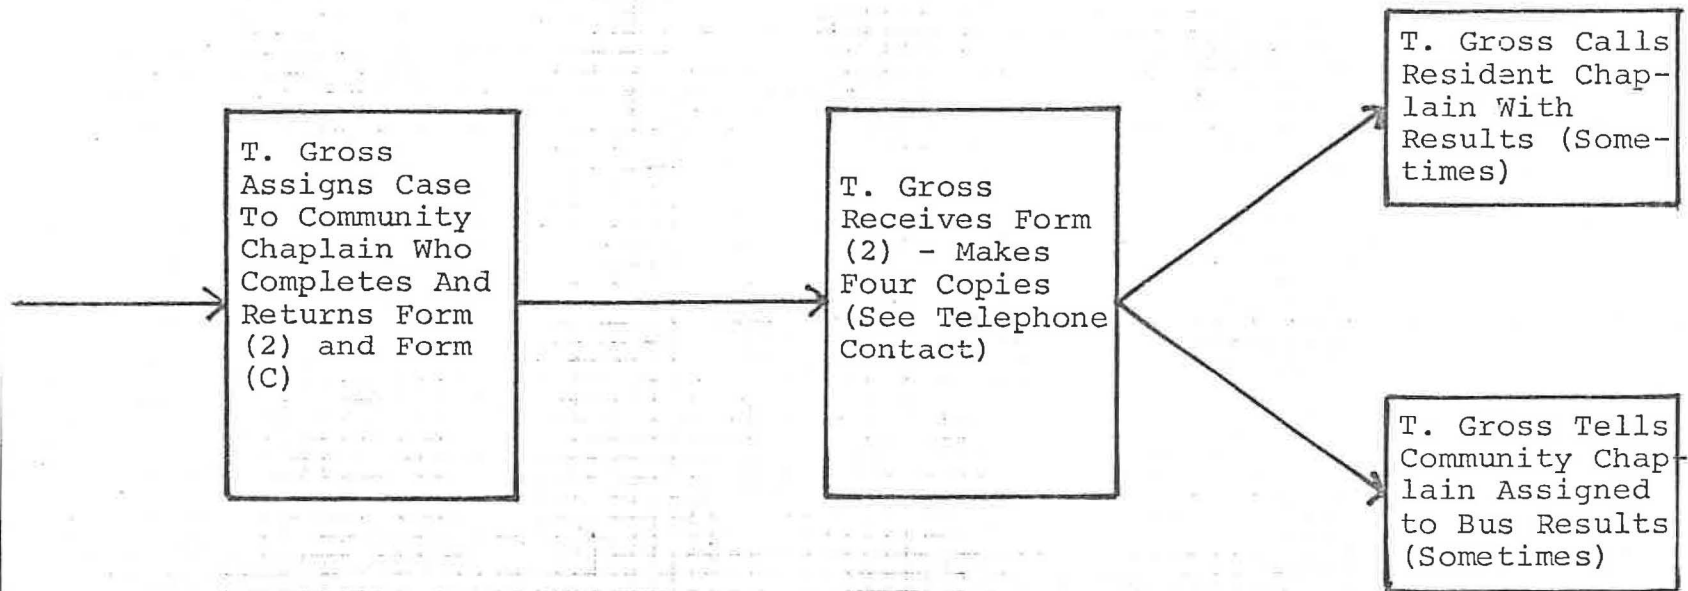 T. Gross
Assigns Case
To Community
Chaplain Who
Completes And
Returns Form
(2) and Form
(C)
T. Gross
Receives Form
(2) - Makes
Four Copies
(See Telephone
Contact)
T. Gross Calls
Resident Chap-
lain With
Results (Some-
times)
T. Gross Tells
Community Chap-
lain Assigned
to Bus Results
(Sometimes)